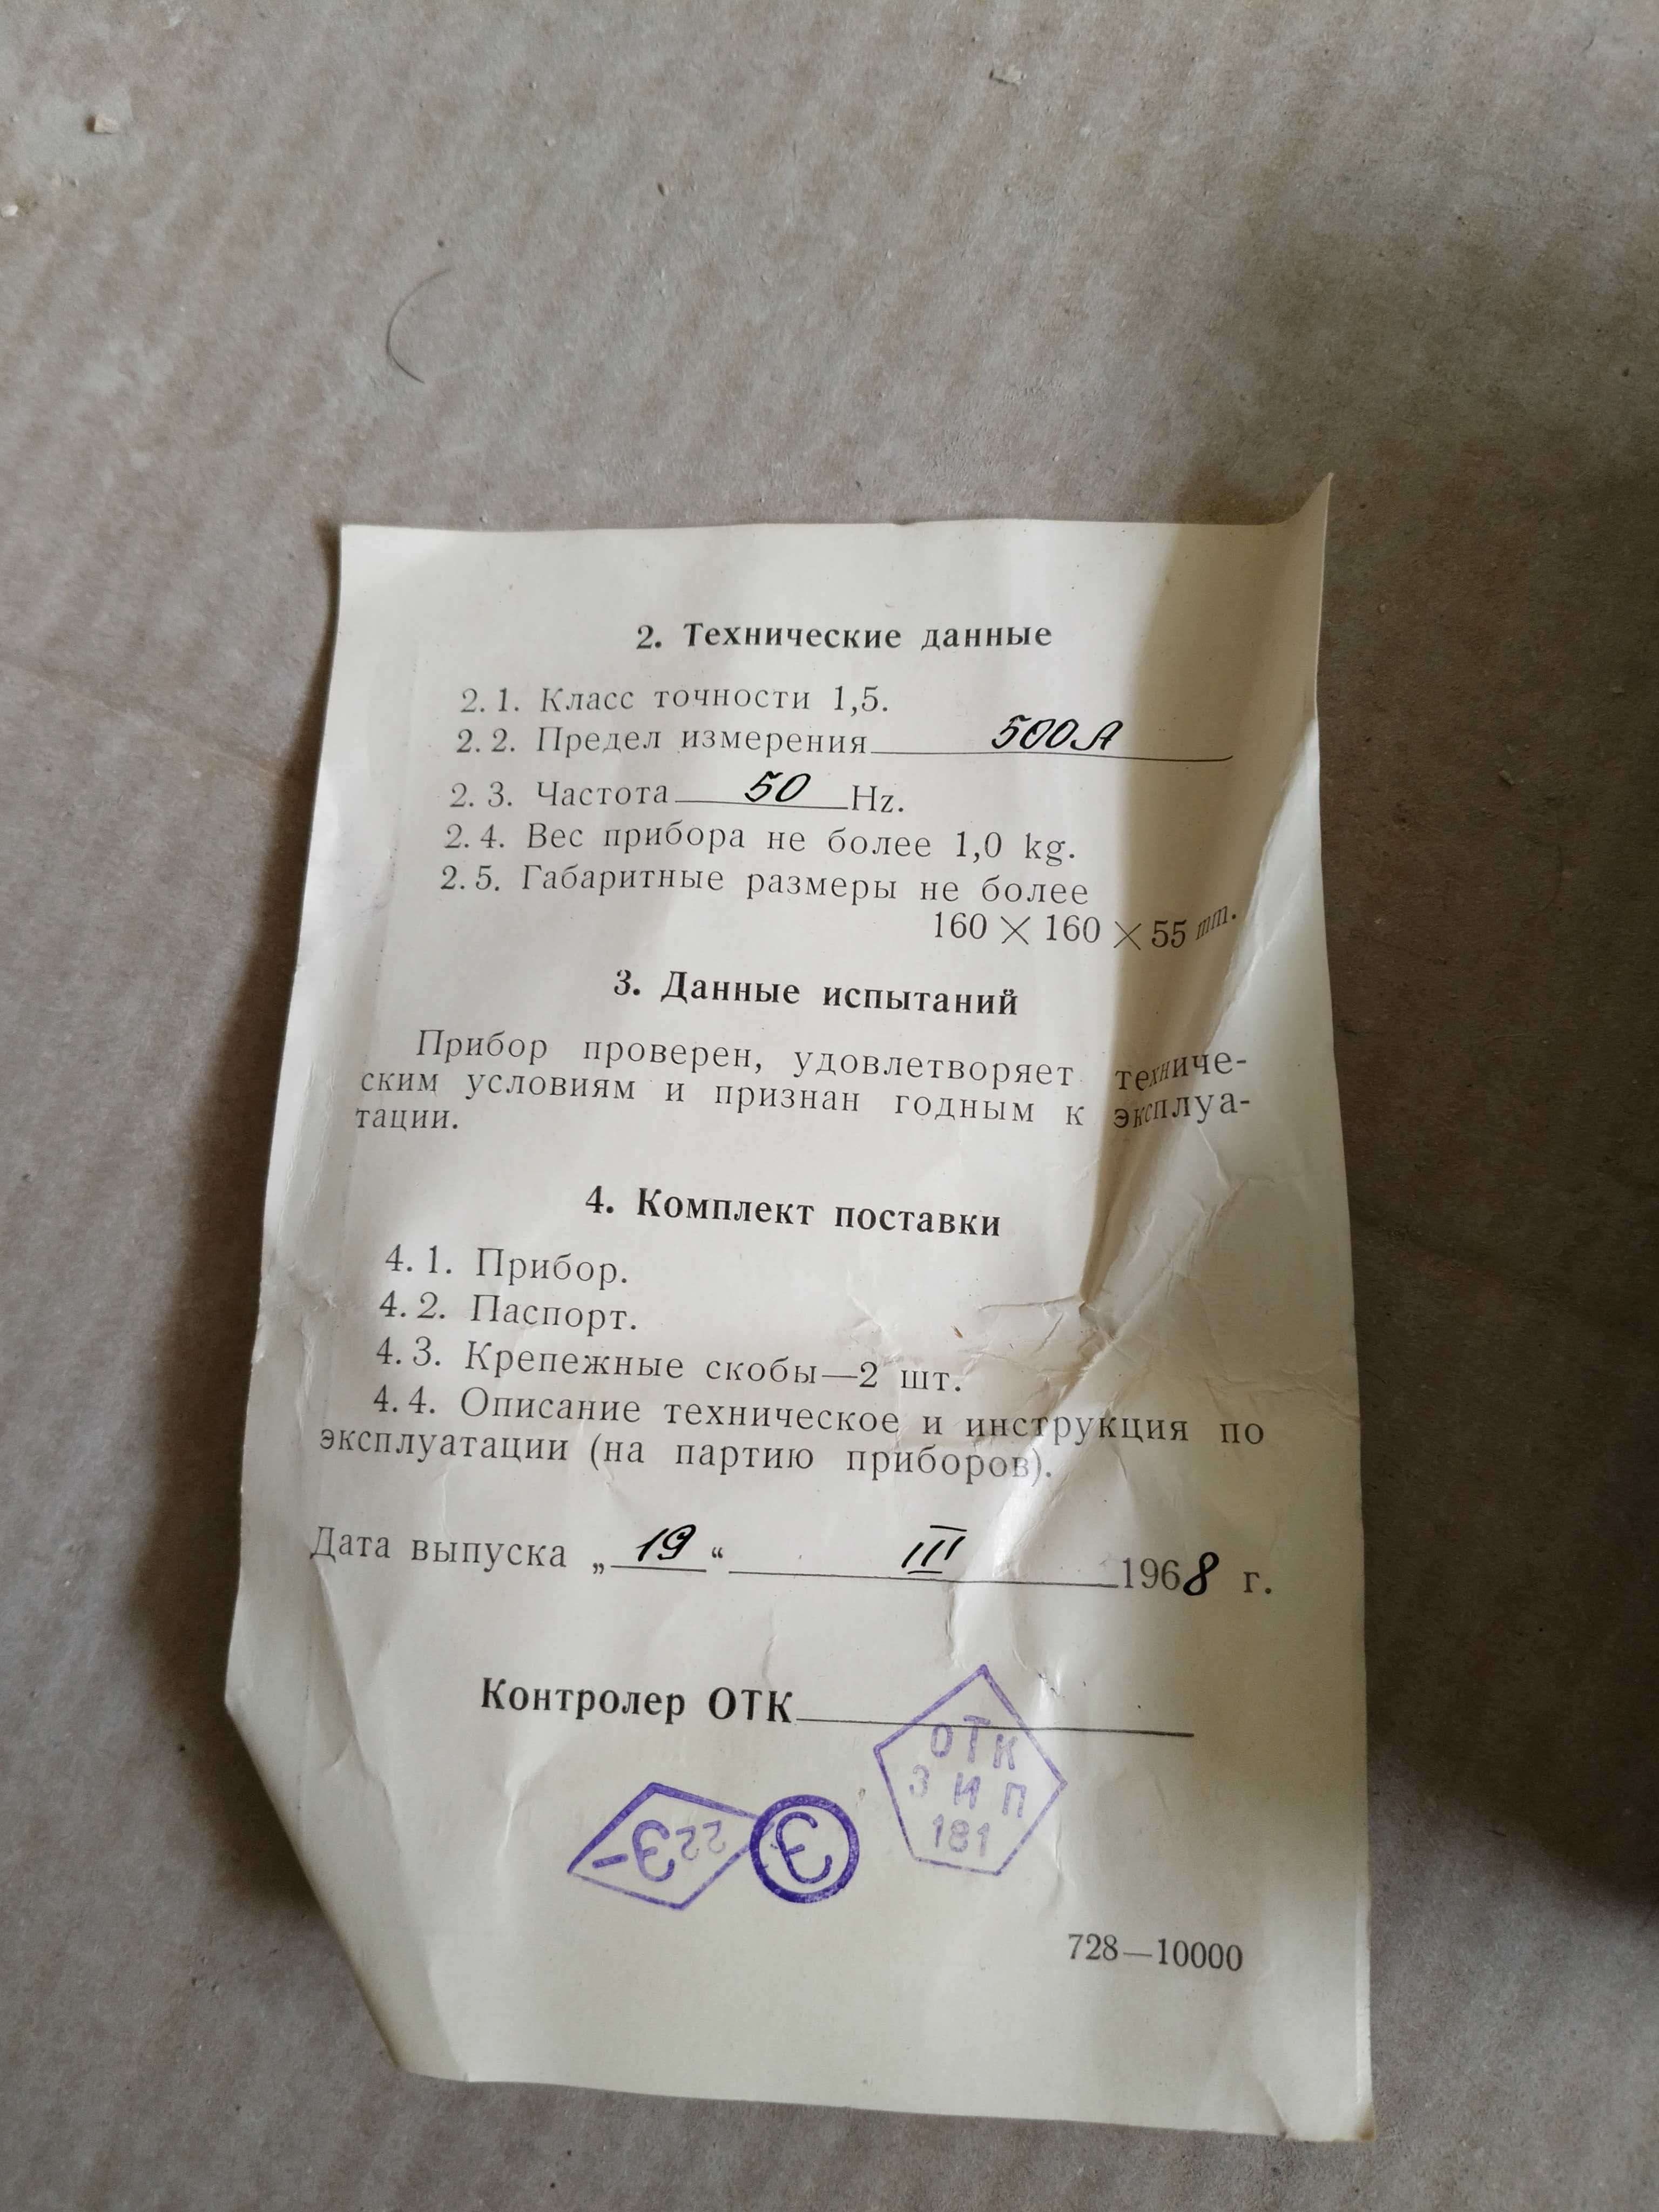 2. Технические данные
2.1. Класс точности 1,5.
2.2. Предел измерения 500А
2.3. Частота 50 Hz.
2.4. Вес прибора не более 1,0 kg.
2.5. Габаритные размеры не более
160 × 160 × 55 mm.
3. Данные испытаний
Прибор проверен, удовлетворяет техниче-
ским условиям и признан годным к эксплуа-
тации.
4. Комплект поставки
4.1. Прибор.
4.2. Паспорт.
4.3. Крепежные скобы—2 шт.
4.4. Описание техническое и инструкция по
эксплуатации (на партию приборов).
Дата выпуска „19“ III 1968 г.
Контролер ОТК
ОТК
ЗИП
181
Э
728—10000